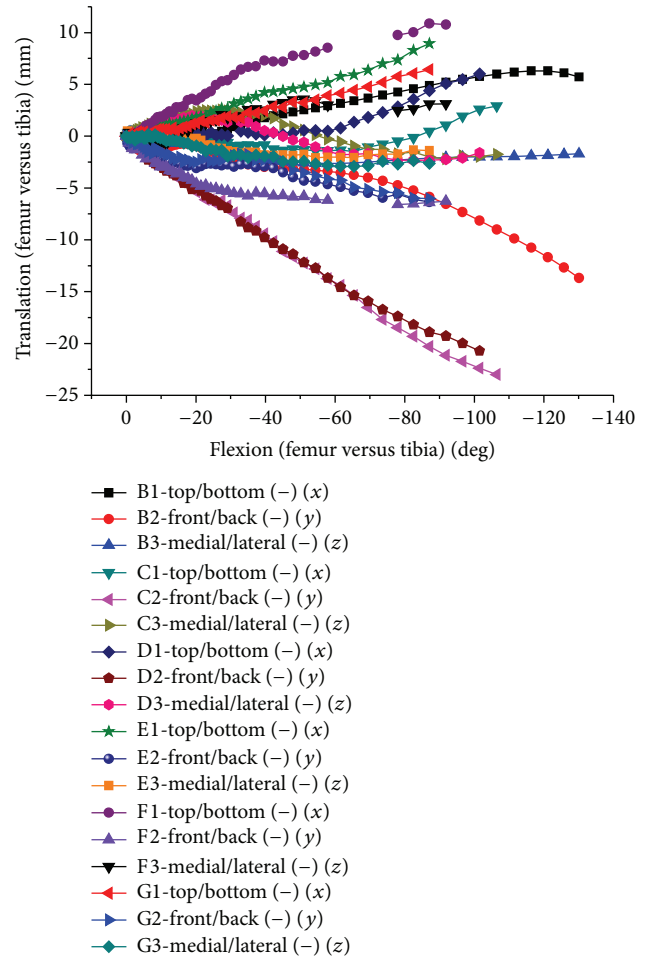 10
5
0
−5
−10
−15
−20
−25
Translation (femur versus tibia) (mm)
0 −20 −40 −60 −80 −100 −120 −140
Flexion (femur versus tibia) (deg)
B1-top/bottom (−) (x)
B2-front/back (−) (y)
B3-medial/lateral (−) (z)
C1-top/bottom (−) (x)
C2-front/back (−) (y)
C3-medial/lateral (−) (z)
D1-top/bottom (−) (x)
D2-front/back (−) (y)
D3-medial/lateral (−) (z)
E1-top/bottom (−) (x)
E2-front/back (−) (y)
E3-medial/lateral (−) (z)
F1-top/bottom (−) (x)
F2-front/back (−) (y)
F3-medial/lateral (−) (z)
G1-top/bottom (−) (x)
G2-front/back (−) (y)
G3-medial/lateral (−) (z)